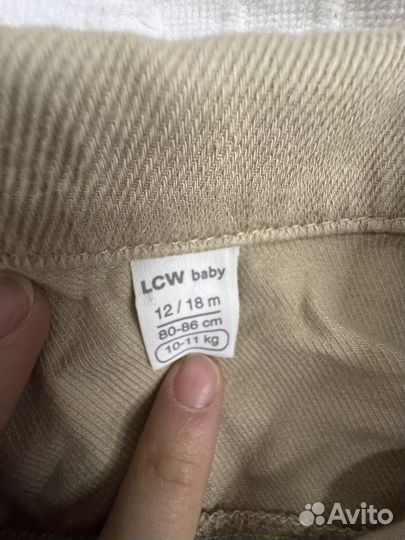 LCW baby
12 / 18 m
80-86 cm
10-11 kg
Avito